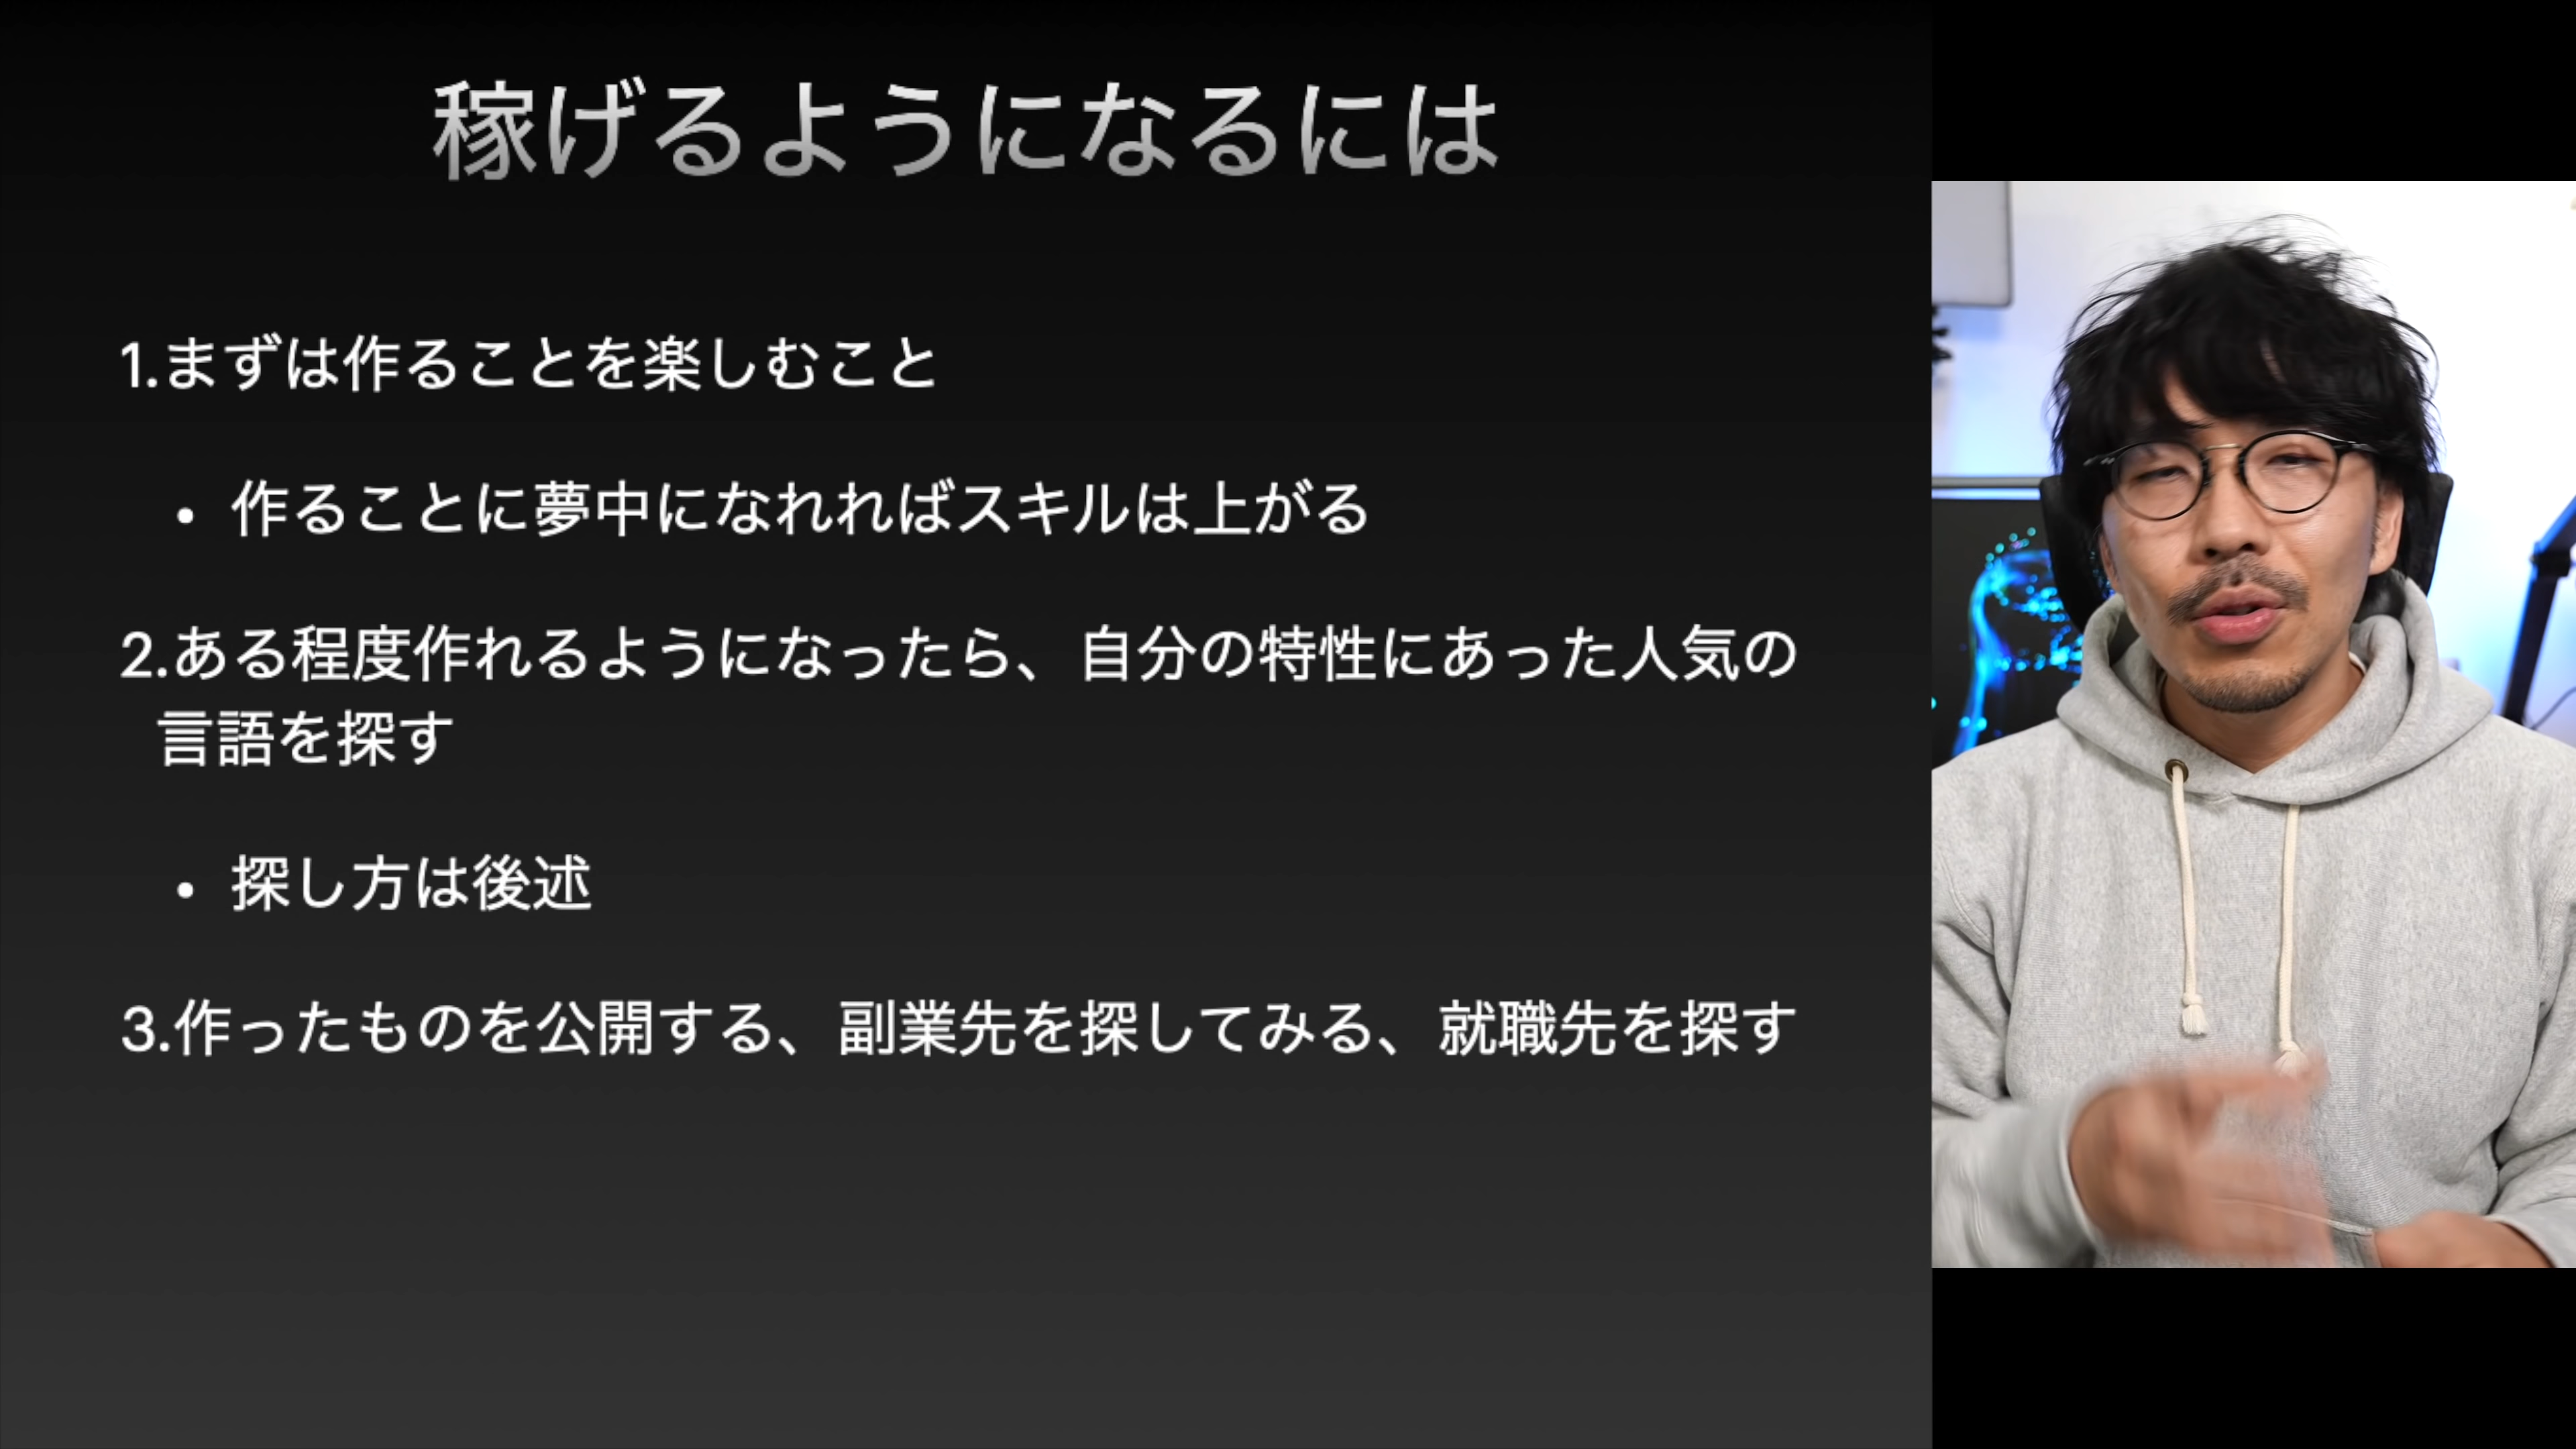 稼げるようになるには
1.まずは作ることを楽しむこと
• 作ることに夢中になれればスキルは上がる
2.ある程度作れるようになったら、自分の特性にあった人気の
言語を探す
• 探し方は後述
3.作ったものを公開する、副業先を探してみる、就職先を探す